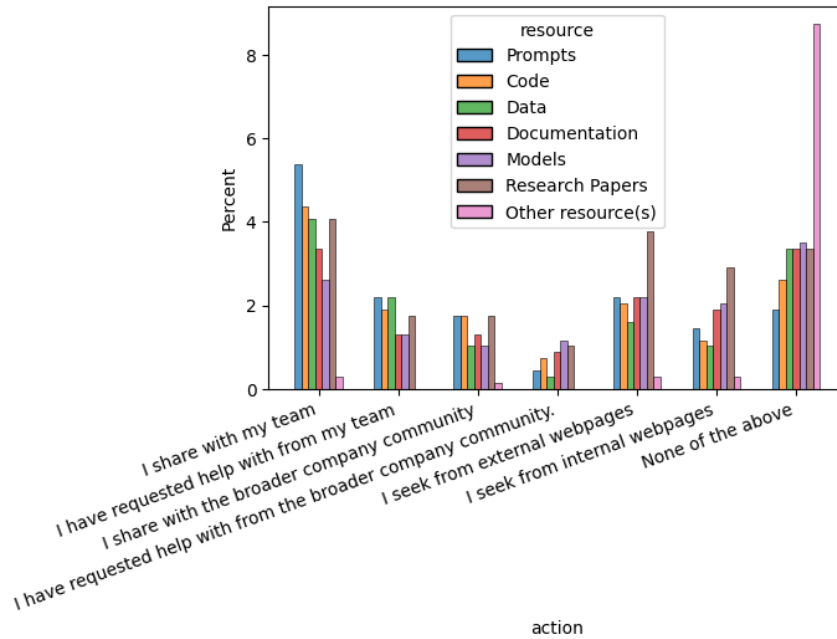 resource
Prompts
Code
Data
Documentation
Models
Research Papers
Other resource(s)
Percent
8
6
4
2
0
I share with my team
I have requested help with from my team
I share with the broader company community
I have requested help with from the broader company community.
I seek from external webpages
I seek from internal webpages
None of the above
action